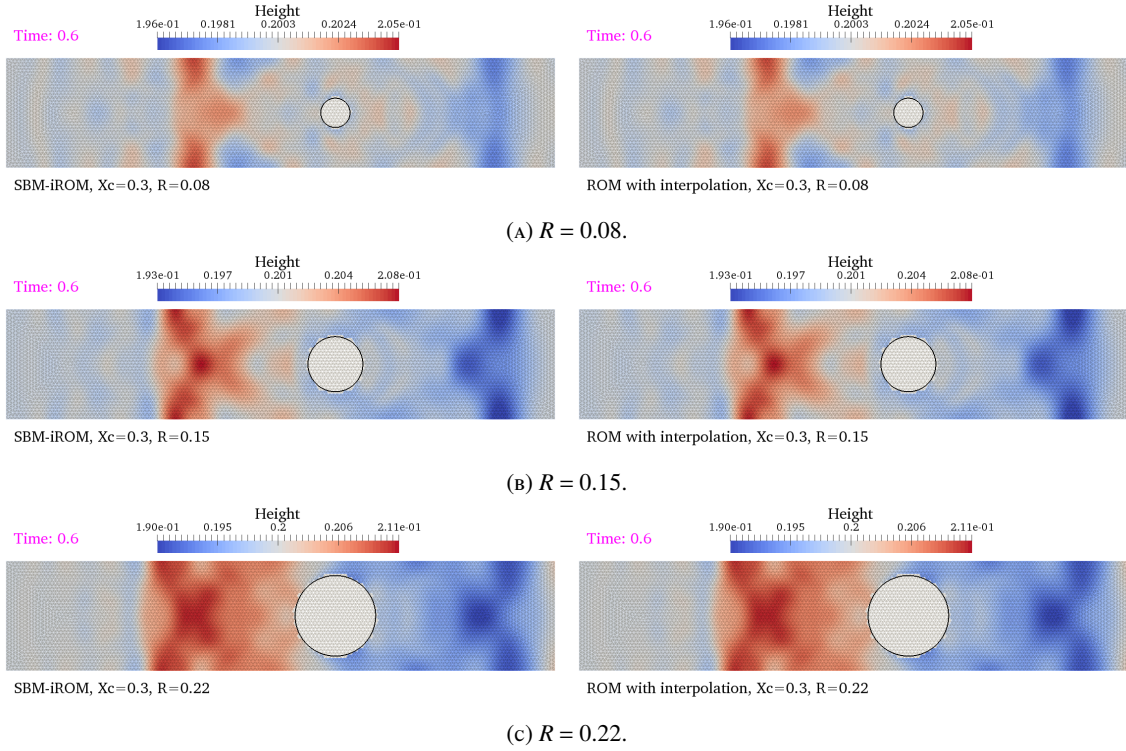 Height Height
Time: 0.6 1.96e-01 0.1981 0.2003 0.2024 2.05e-01 Time: 0.6 1.96e-01 0.1981 0.2003 0.2024 2.05e-01
SBM-iROM, Xc=0.3, R=0.08 ROM with interpolation, Xc=0.3, R=0.08
(A) R = 0.08.
Height Height
Time: 0.6 1.93e-01 0.197 0.201 0.204 2.08e-01 Time: 0.6 1.93e-01 0.197 0.201 0.204 2.08e-01
SBM-iROM, Xc=0.3, R=0.15 ROM with interpolation, Xc=0.3, R=0.15
(B) R = 0.15.
Height Height
Time: 0.6 1.90e-01 0.195 0.2 0.206 2.11e-01 Time: 0.6 1.90e-01 0.195 0.2 0.206 2.11e-01
SBM-iROM, Xc=0.3, R=0.22 ROM with interpolation, Xc=0.3, R=0.22
(C) R = 0.22.